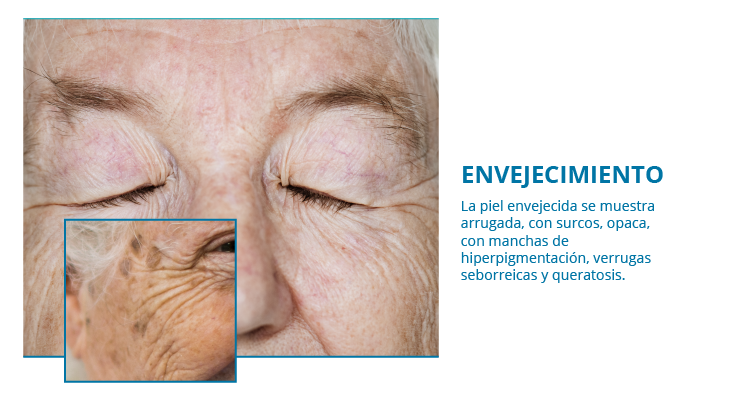 ENVEJECIMIENTO
La piel envejecida se muestra
arrugada, con surcos, opaca,
con manchas de
hiperpigmentación, verrugas
seborreicas y queratosis.